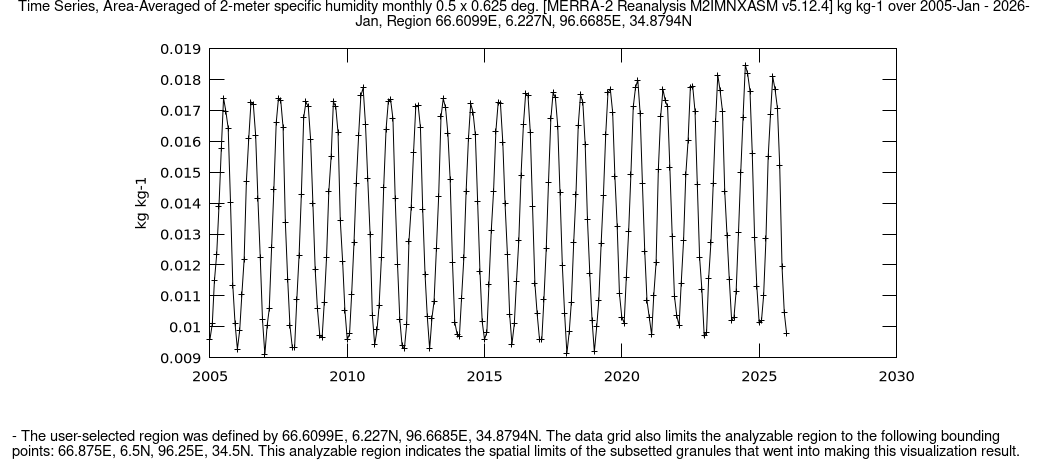 Time Series, Area-Averaged of 2-meter specific humidity monthly 0.5 x 0.625 deg. [MERRA-2 Reanalysis M2IMNXASM v5.12.4] kg kg-1 over 2005-Jan - 2026-
Jan, Region 66.6099E, 6.227N, 96.6685E, 34.8794N
0.019
0.018
0.017
0.016
0.015
0.014
kg kg-1
0.013
0.012
0.011
0.01
0.009
2005 2010 2015 2020 2025 2030
- The user-selected region was defined by 66.6099E, 6.227N, 96.6685E, 34.8794N. The data grid also limits the analyzable region to the following bounding
points: 66.875E, 6.5N, 96.25E, 34.5N. This analyzable region indicates the spatial limits of the subsetted granules that went into making this visualization result.